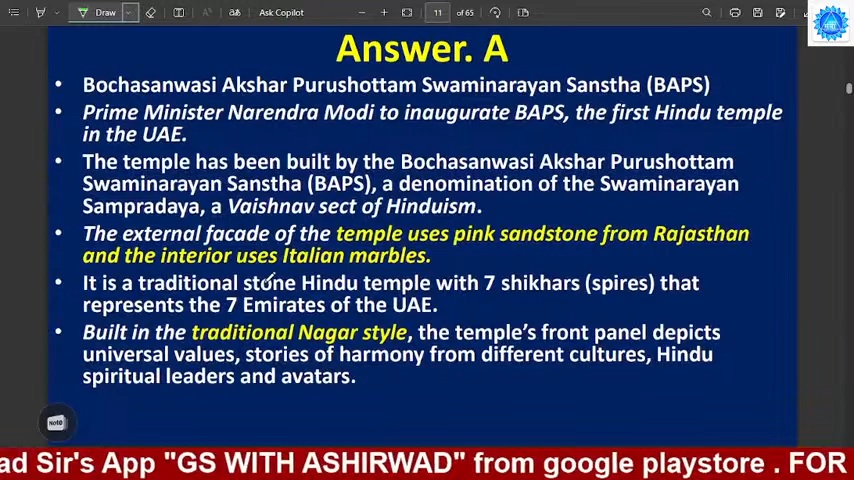 Draw
Ask Copilot
11 of 65
Answer. A
• Bochasanwasi Akshar Purushottam Swaminarayan Sanstha (BAPS)
• Prime Minister Narendra Modi to inaugurate BAPS, the first Hindu temple
in the UAE.
• The temple has been built by the Bochasanwasi Akshar Purushottam
Swaminarayan Sanstha (BAPS), a denomination of the Swaminarayan
Sampradaya, a Vaishnav sect of Hinduism.
• The external facade of the temple uses pink sandstone from Rajasthan
and the interior uses Italian marbles.
• It is a traditional stone Hindu temple with 7 shikhars (spires) that
represents the 7 Emirates of the UAE.
• Built in the traditional Nagar style, the temple's front panel depicts
universal values, stories of harmony from different cultures, Hindu
spiritual leaders and avatars.
ad Sir's App "GS WITH ASHIRWAD" from google playstore . FOR